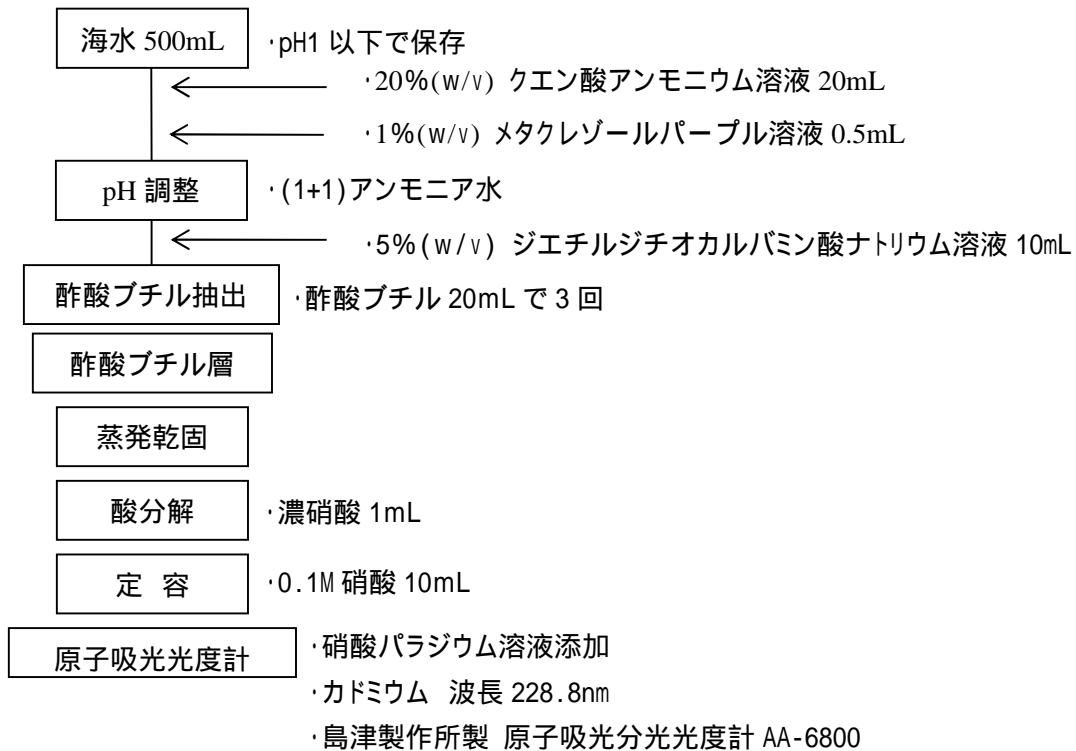 海水 500mL ・pH1 以下で保存
・20%(w/v) クエン酸アンモニウム溶液 20mL
・1%(w/v) メタクレゾールパープル溶液 0.5mL
pH 調整 ・(1+1)アンモニア水
・5%(w/v) ジエチルジチオカルバミン酸ナトリウム溶液 10mL
酢酸ブチル抽出 ・酢酸ブチル 20mL で 3 回
酢酸ブチル層
蒸発乾固
酸分解 ・濃硝酸 1mL
定 容 ・0.1M 硝酸 10mL
原子吸光光度計 ・硝酸パラジウム溶液添加
・カドミウム 波長 228.8nm
・島津製作所製 原子吸光分光光度計 AA-6800